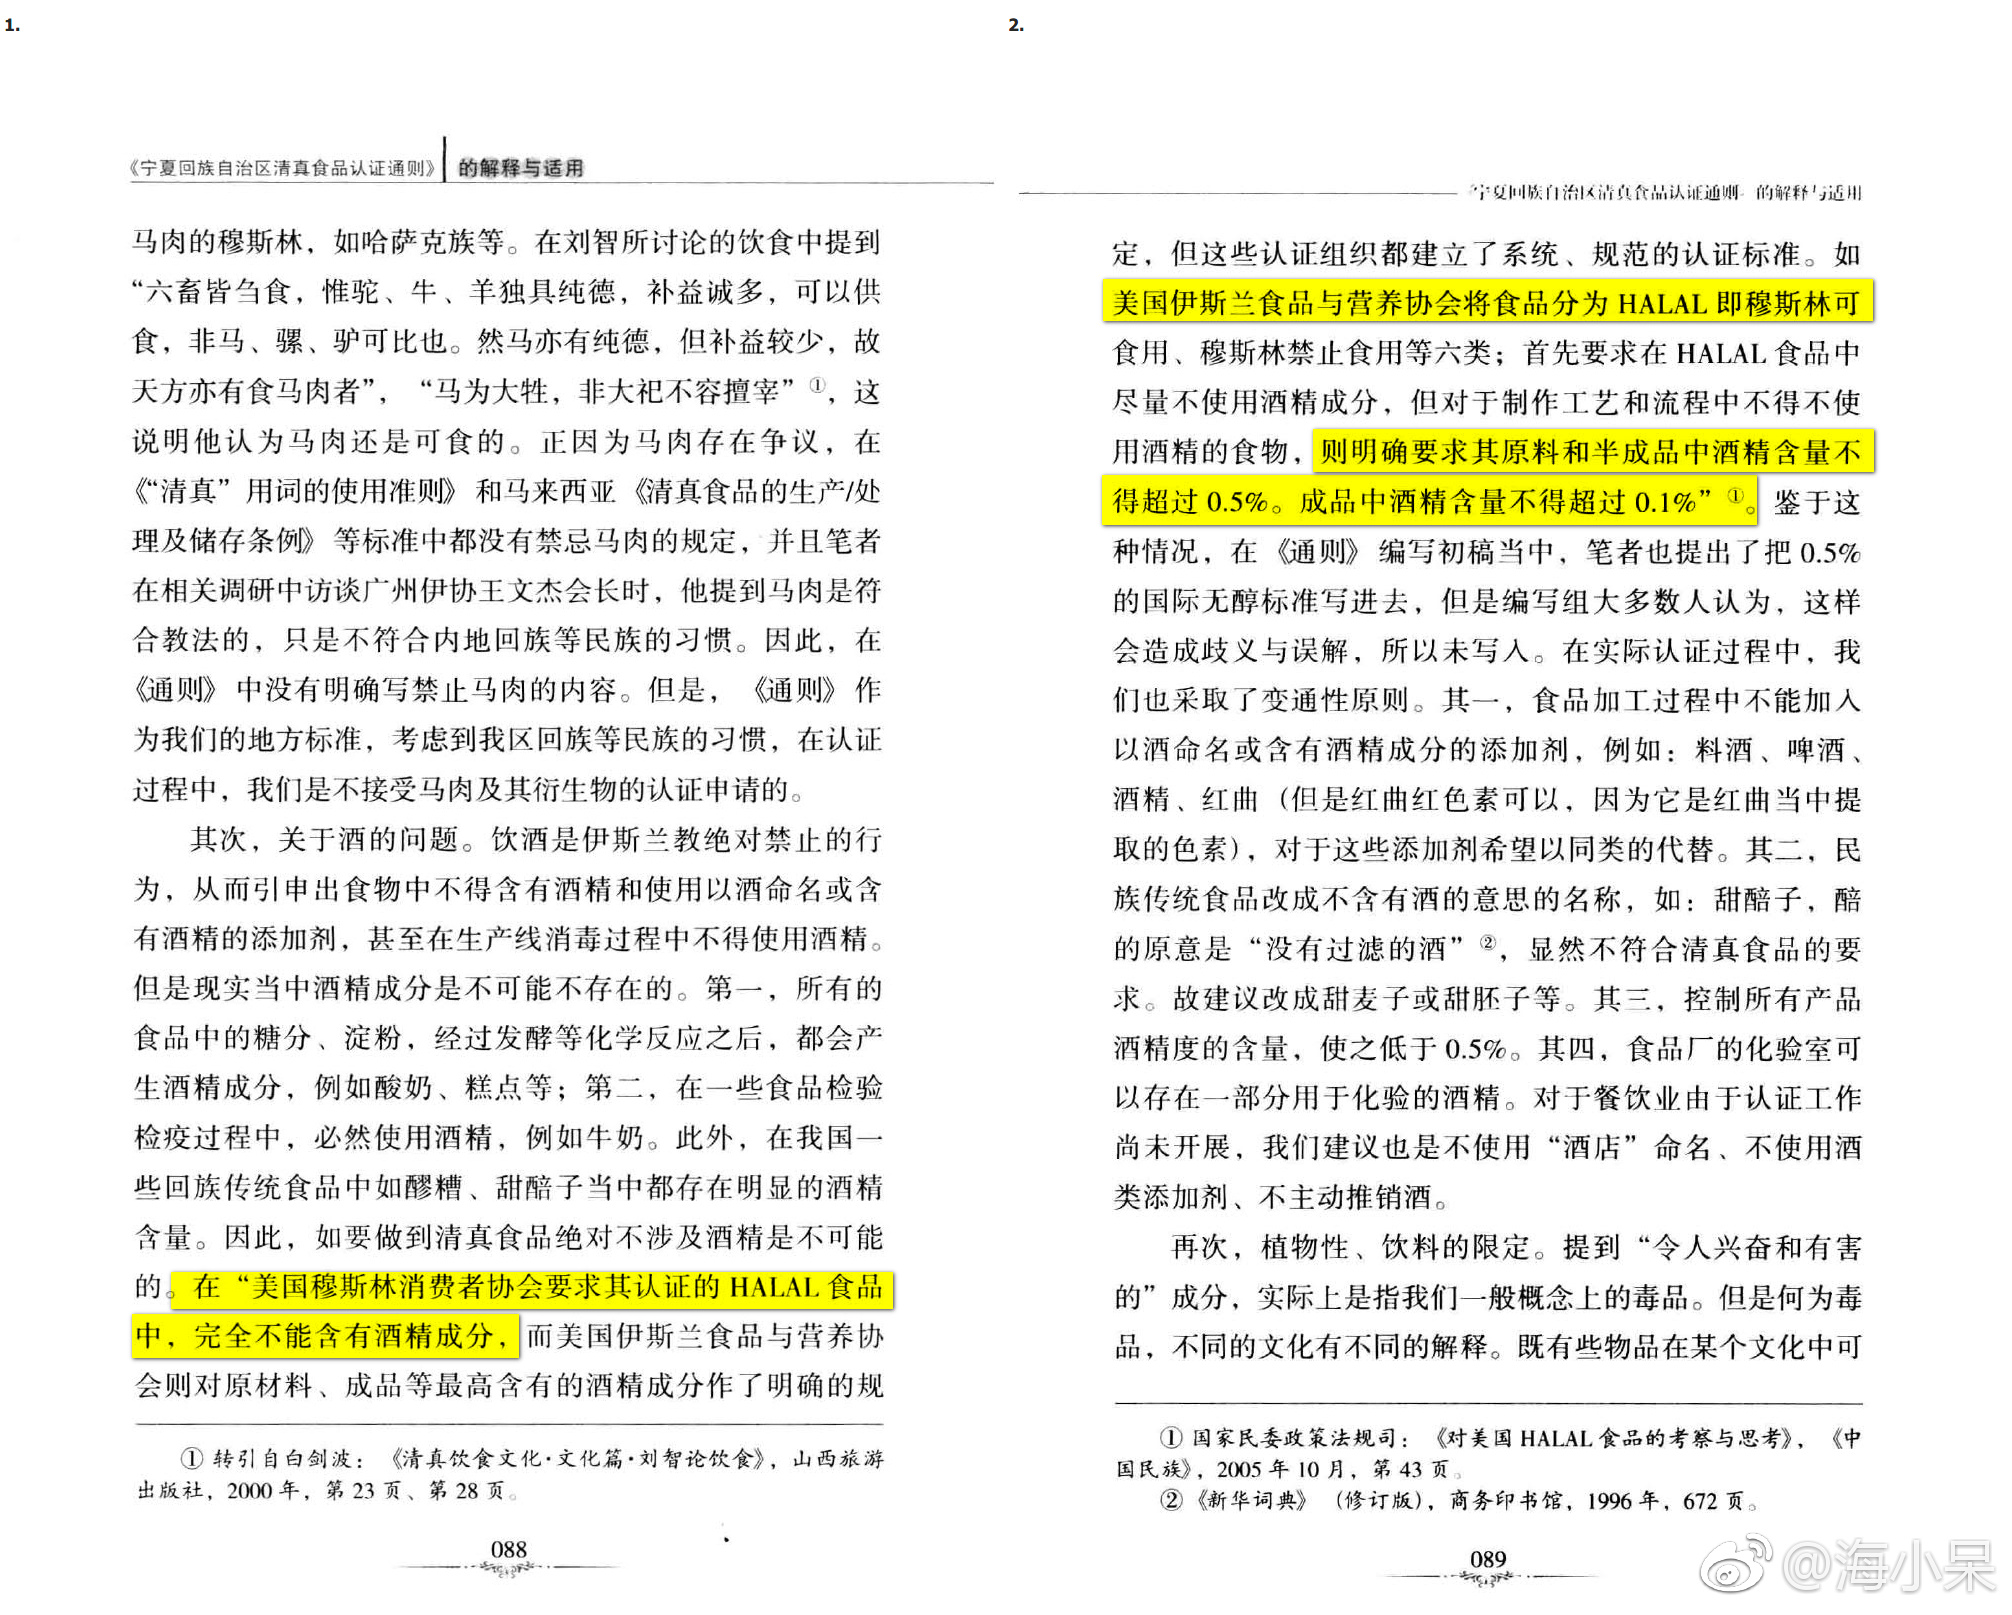 1.
《宁夏回族自治区清真食品认证通则》 的解释与适用
马肉的穆斯林，如哈萨克族等。在刘智所讨论的饮食中提到
“六畜皆刍食，惟驼、牛、羊独具纯德，补益诚多，可以供
食，非马、骡、驴可比也。然马亦有纯德，但补益较少，故
天方亦有食马肉者”，“马为大牲，非大祀不容擅宰”①，这
说明他认为马肉还是可食的。正因为马肉存在争议，在
《“清真”用词的使用准则》和马来西亚《清真食品的生产/处
理及储存条例》等标准中都没有禁忌马肉的规定，并且笔者
在相关调研中访谈广州伊协王文杰会长时，他提到马肉是符
合教法的，只是不符合内地回族等民族的习惯。因此，在
《通则》中没有明确写禁止马肉的内容。但是，《通则》作
为我们的地方标准，考虑到我区回族等民族的习惯，在认证
过程中，我们是不接受马肉及其衍生物的认证申请的。
其次，关于酒的问题。饮酒是伊斯兰教绝对禁止的行
为，从而引申出食物中不得含有酒精和使用以酒命名或含
有酒精的添加剂，甚至在生产线消毒过程中不得使用酒精。
但是现实当中酒精成分是不可能不存在的。第一，所有的
食品中的糖分、淀粉，经过发酵等化学反应之后，都会产
生酒精成分，例如酸奶、糕点等；第二，在一些食品检验
检疫过程中，必然使用酒精，例如牛奶。此外，在我国一
些回族传统食品中如醪糟、甜醅子当中都存在明显的酒精
含量。因此，如要做到清真食品绝对不涉及酒精是不可能
的。在“美国穆斯林消费者协会要求其认证的 HALAL 食品
中，完全不能含有酒精成分，而美国伊斯兰食品与营养协
会则对原材料、成品等最高含有的酒精成分作了明确的规
① 转引自白剑波：《清真饮食文化·文化篇·刘智论饮食》，山西旅游
出版社，2000 年，第 23 页、第 28 页。
088
2.
《宁夏回族自治区清真食品认证通则》的解释与适用
定，但这些认证组织都建立了系统、规范的认证标准。如
美国伊斯兰食品与营养协会将食品分为 HALAL 即穆斯林可
食用、穆斯林禁止食用等六类；首先要求在 HALAL 食品中
尽量不使用酒精成分，但对于制作工艺和流程中不得不使
用酒精的食物，则明确要求其原料和半成品中酒精含量不
得超过 0.5%。成品中酒精含量不得超过 0.1%”①。鉴于这
种情况，在《通则》编写初稿当中，笔者也提出了把 0.5%
的国际无醇标准写进去，但是编写组大多数人认为，这样
会造成歧义与误解，所以未写入。在实际认证过程中，我
们也采取了变通性原则。其一，食品加工过程中不能加入
以酒命名或含有酒精成分的添加剂，例如：料酒、啤酒、
酒精、红曲（但是红曲红色素可以，因为它是红曲当中提
取的色素），对于这些添加剂希望以同类的代替。其二，民
族传统食品改成不含有酒的意思的名称，如：甜醅子，醅
的原意是“没有过滤的酒”②，显然不符合清真食品的要
求。故建议改成甜麦子或甜胚子等。其三，控制所有产品
酒精度的含量，使之低于 0.5%。其四，食品厂的化验室可
以存在一部分用于化验的酒精。对于餐饮业由于认证工作
尚未开展，我们建议也是不使用“酒店”命名、不使用酒
类添加剂、不主动推销酒。
再次，植物性、饮料的限定。提到“令人兴奋和有害
的”成分，实际上是指我们一般概念上的毒品。但是何为毒
品，不同的文化有不同的解释。既有些物品在某个文化中可
① 国家民委政策法规司：《对美国 HALAL 食品的考察与思考》，《中
国民族》，2005 年 10 月，第 43 页。
② 《新华词典》（修订版），商务印书馆，1996 年，672 页。
089
@海小呆